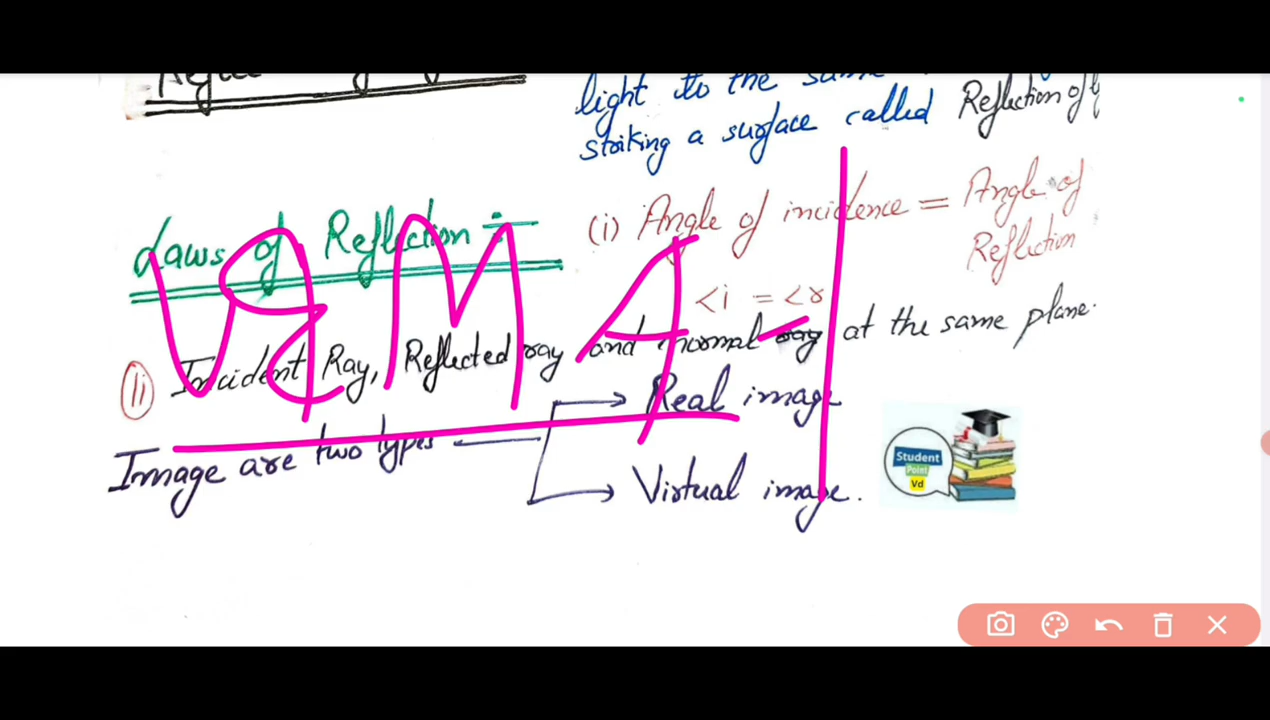 light to the same
striking a surface called Reflection of
Laws of Reflection :-
(i) Angle of incidence = Angle of
Reflection
<i = <r
(ii) Incident Ray, Reflected ray and normal ray at the same plane.
Image are two types
Real image
Virtual image.
Student
Point
Vd